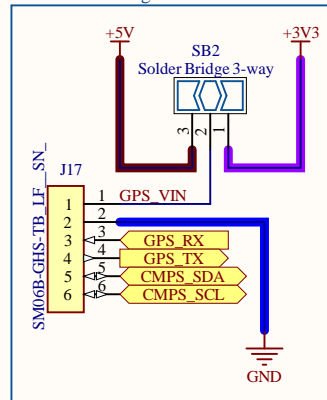 +5V
+3V3
SB2
Solder Bridge 3-way
3
2
1
J17
SM06B-GHS-TB_LF__SN_
1
2
3
4
5
6
1
2
3
4
5
6
GPS_VIN
GPS_RX
GPS_TX
CMPS_SDA
CMPS_SCL
GND